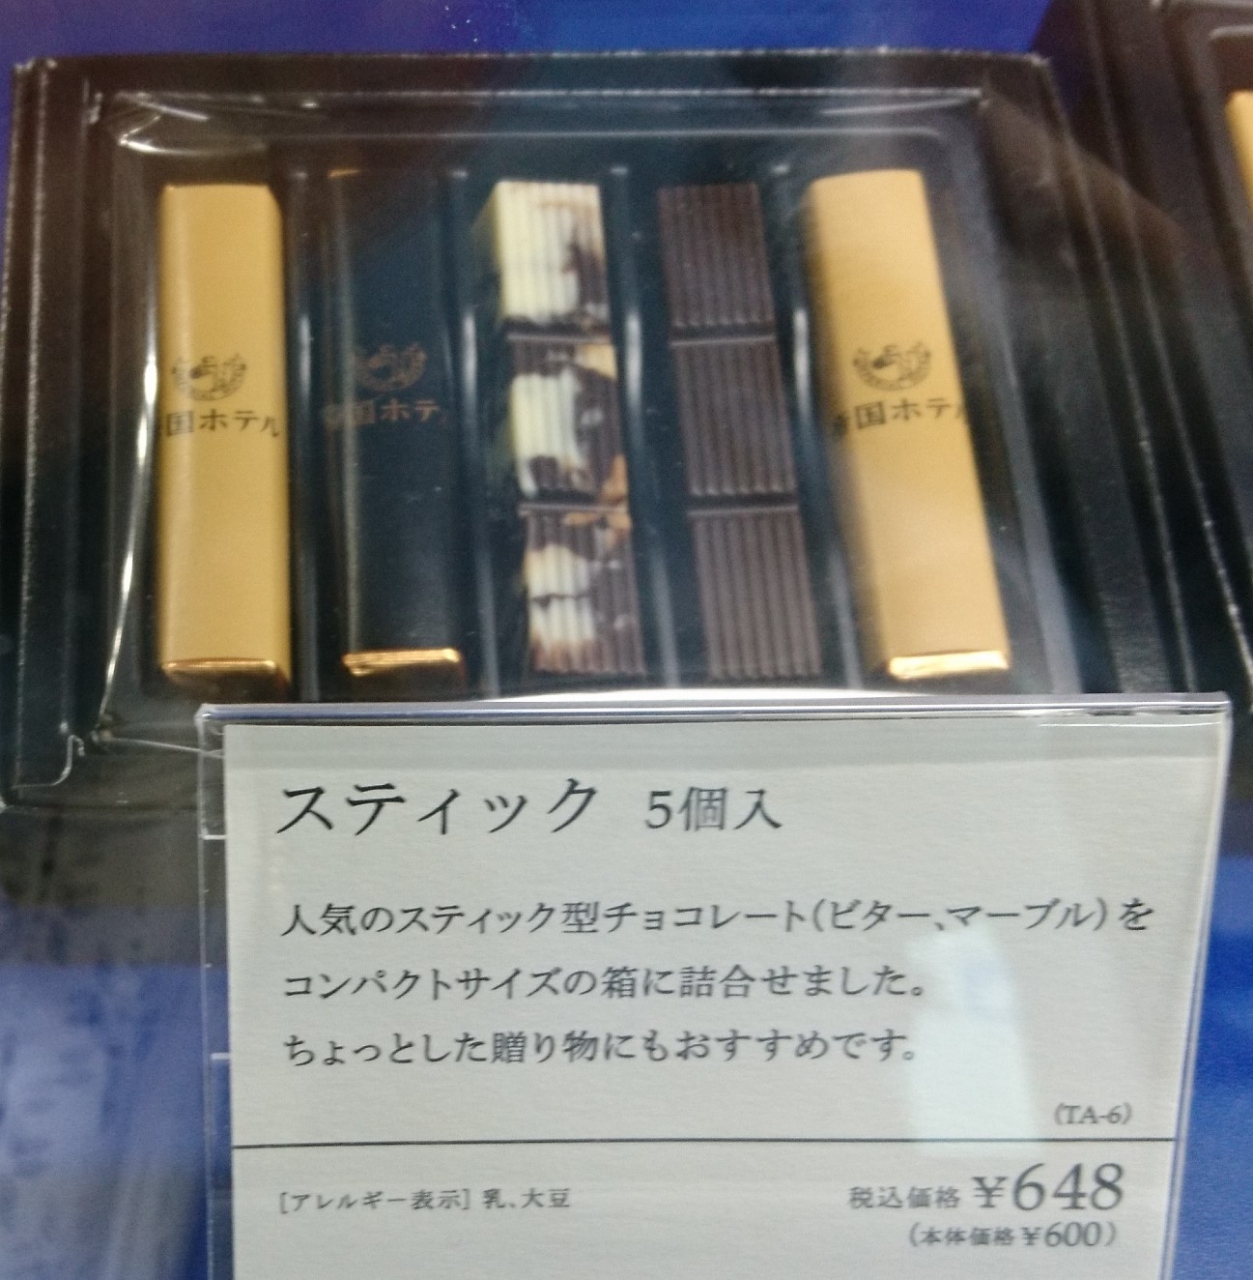 国ホテル
国ホテ
国ホテル
スティック 5個入
人気のスティック型チョコレート(ビター、マーブル)を
コンパクトサイズの箱に詰合せました。
ちょっとした贈り物にもおすすめです。
(TA-6)
[アレルギー表示] 乳、大豆
税込価格 ¥648
(本体価格¥600)